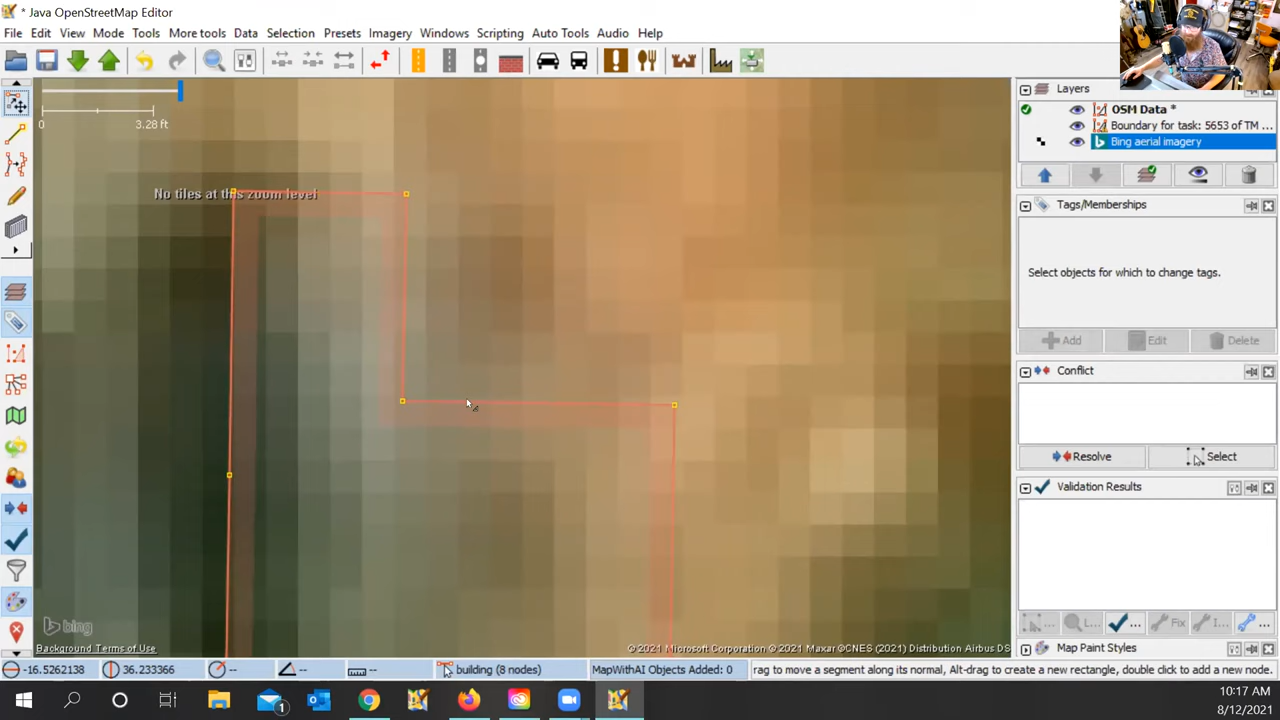 * Java OpenStreetMap Editor
File Edit View Mode Tools More tools Data Selection Presets Imagery Windows Scripting Auto Tools Audio Help
0 3.28 ft
No tiles at this zoom level
Layers
OSM Data *
Boundary for task: 5653 of TM ...
Bing aerial imagery
Tags/Memberships
Select objects for which to change tags.
Add Edit Delete
Conflict
Resolve Select
Validation Results
... L... ... Fix I... ...
Map Paint Styles
bing
Background Terms of Use
© 2021 Microsoft Corporation © 2021 Maxar ©CNES (2021) Distribution Airbus DS
-16.5262138 36.233366 -- -- -- building (8 nodes) MapWithAI Objects Added: 0 rag to move a segment along its normal, Alt-drag to create a new rectangle, double click to add a new node.
1
10:17 AM
8/12/2021